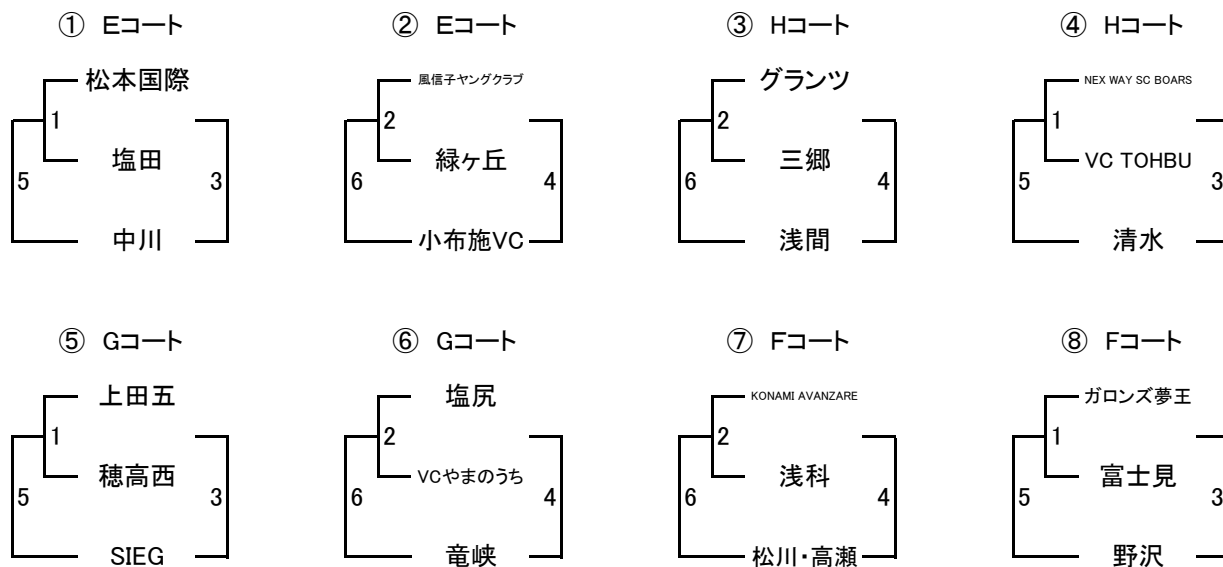 ① Eコート
松本国際
1
塩田
5
3
中川
② Eコート
風信子ヤングクラブ
2
緑ヶ丘
6
4
小布施VC
③ Hコート
グランツ
2
三郷
6
4
浅間
④ Hコート
NEX WAY SC BOARS
1
VC TOHBU
5
3
清水
⑤ Gコート
上田五
1
穂高西
5
3
SIEG
⑥ Gコート
塩尻
2
VCやまのうち
6
4
竜峡
⑦ Fコート
KONAMI AVANZARE
2
浅科
6
4
松川・高瀬
⑧ Fコート
ガロンズ夢王
1
富士見
5
3
野沢